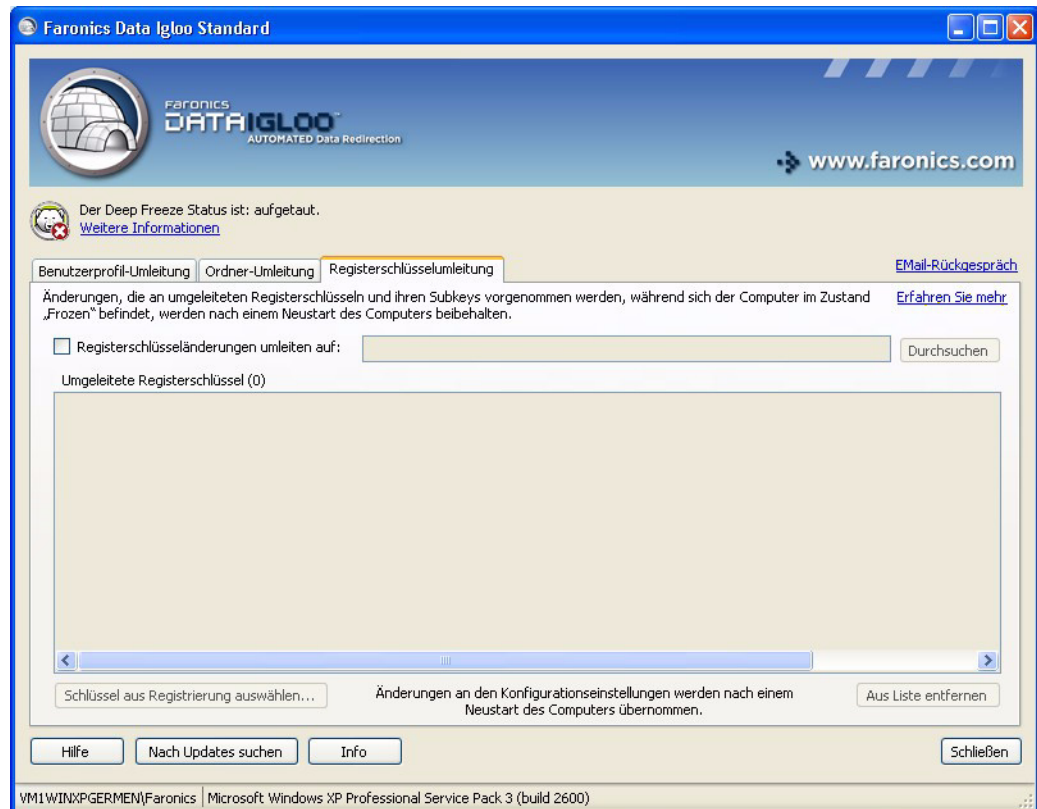 Faronics Data Igloo Standard
Faronics
DATAIGLOO™
AUTOMATED Data Redirection
www.faronics.com
Der Deep Freeze Status ist: aufgetaut.
Weitere Informationen
Benutzerprofil-Umleitung Ordner-Umleitung Registerschlüsselumleitung
EMail-Rückgespräch
Änderungen, die an umgeleiteten Registerschlüsseln und ihren Subkeys vorgenommen werden, während sich der Computer im Zustand
„Frozen“ befindet, werden nach einem Neustart des Computers beibehalten.
Erfahren Sie mehr
Registerschlüsseländerungen umleiten auf:
Durchsuchen
Umgeleitete Registerschlüssel (0)
Schlüssel aus Registrierung auswählen...
Änderungen an den Konfigurationseinstellungen werden nach einem
Neustart des Computers übernommen.
Aus Liste entfernen
Hilfe Nach Updates suchen Info Schließen
VM1WINXPGERMEN\Faronics Microsoft Windows XP Professional Service Pack 3 (build 2600)